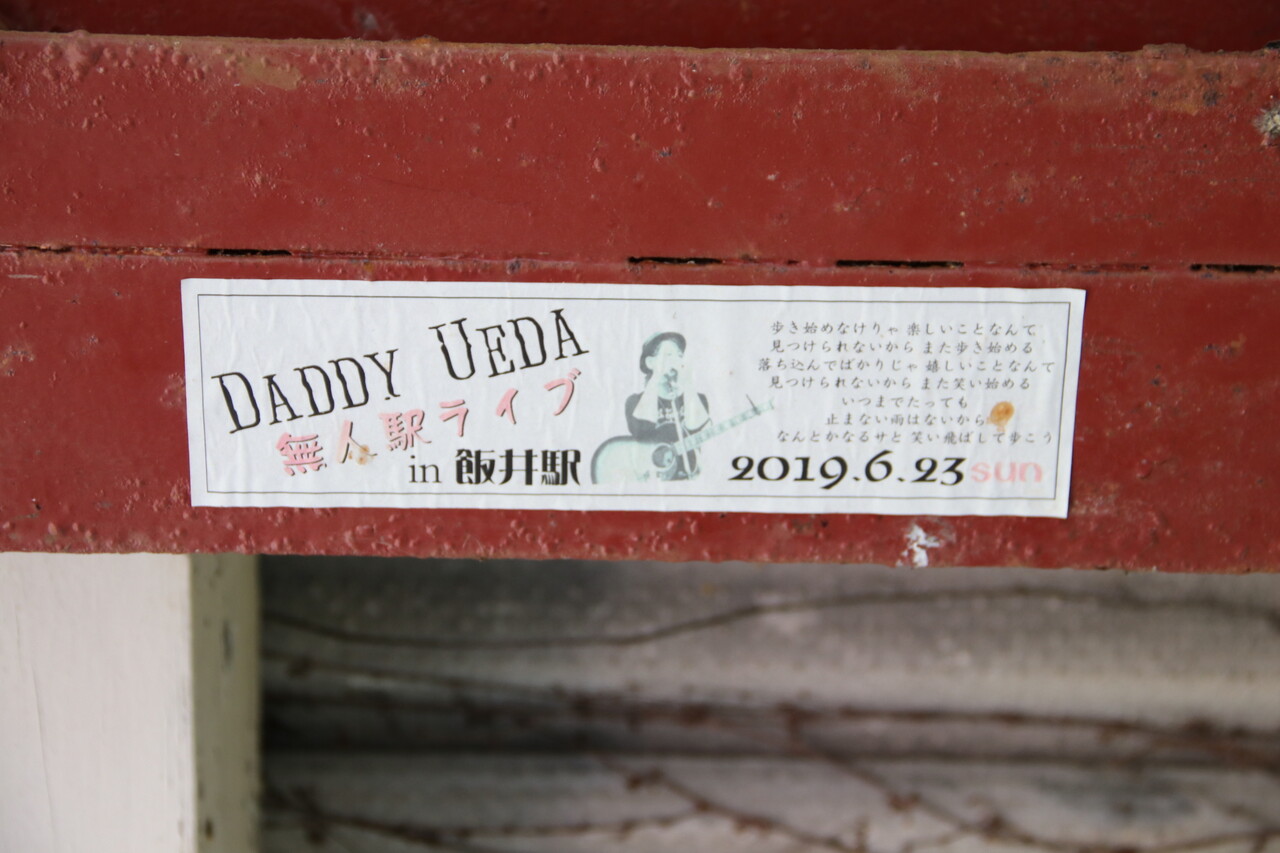 DADDY UEDA
無人駅ライブ
in 飯井駅
歩き始めなけりゃ 楽しいことなんて
見つけられないから また歩き始める
落ち込んでばかりじゃ 嬉しいことなんて
見つけられないから また笑い始める
いつまでたっても
止まない雨はないから
なんとかなるサと 笑い飛ばして歩こう
2019.6.23 sun